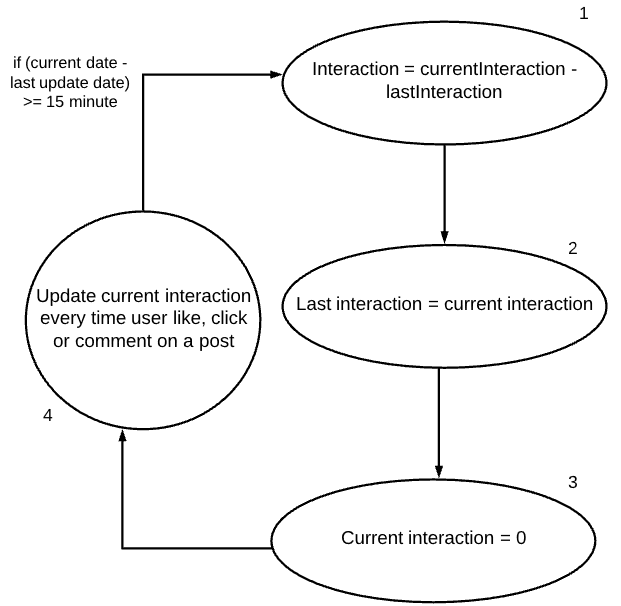 1
if (current date -
last update date)
>= 15 minute
Interaction = currentInteraction -
lastInteraction
2
Update current interaction
every time user like, click
or comment on a post
Last interaction = current interaction
4
3
Current interaction = 0